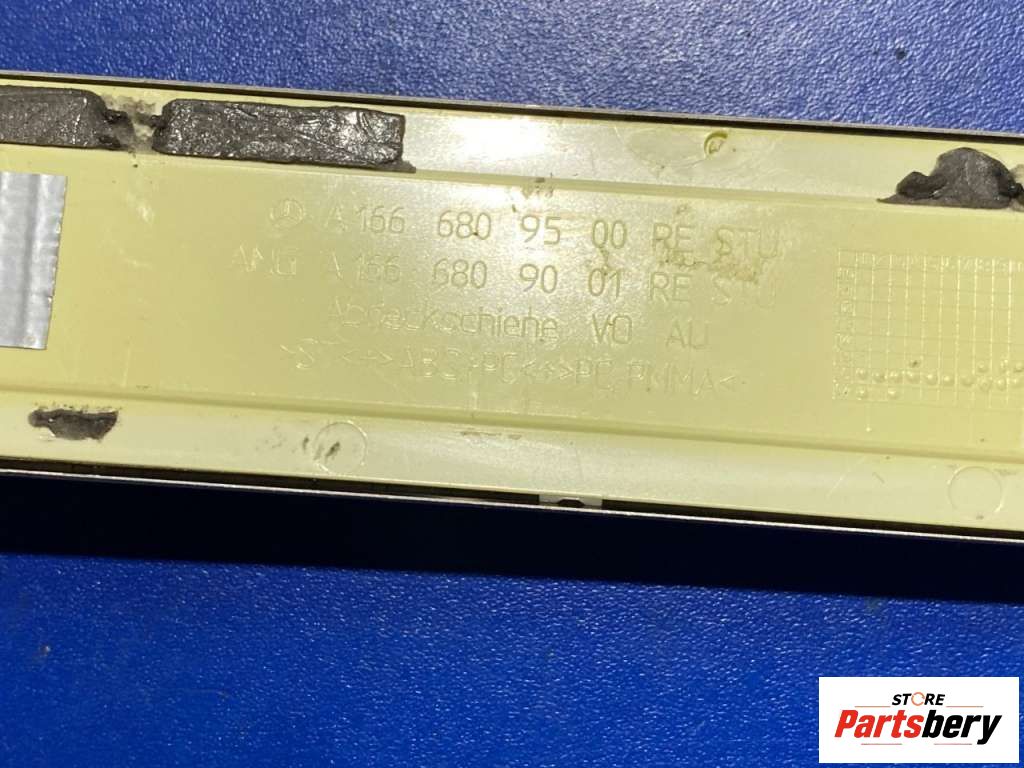 A 166 680 95 00 RE STU
ANG A 166 680 90 01 RE STU
Abdeckschiene VO AU
ABS+PC<+>PC/PMMA<
STORE
Partsbery